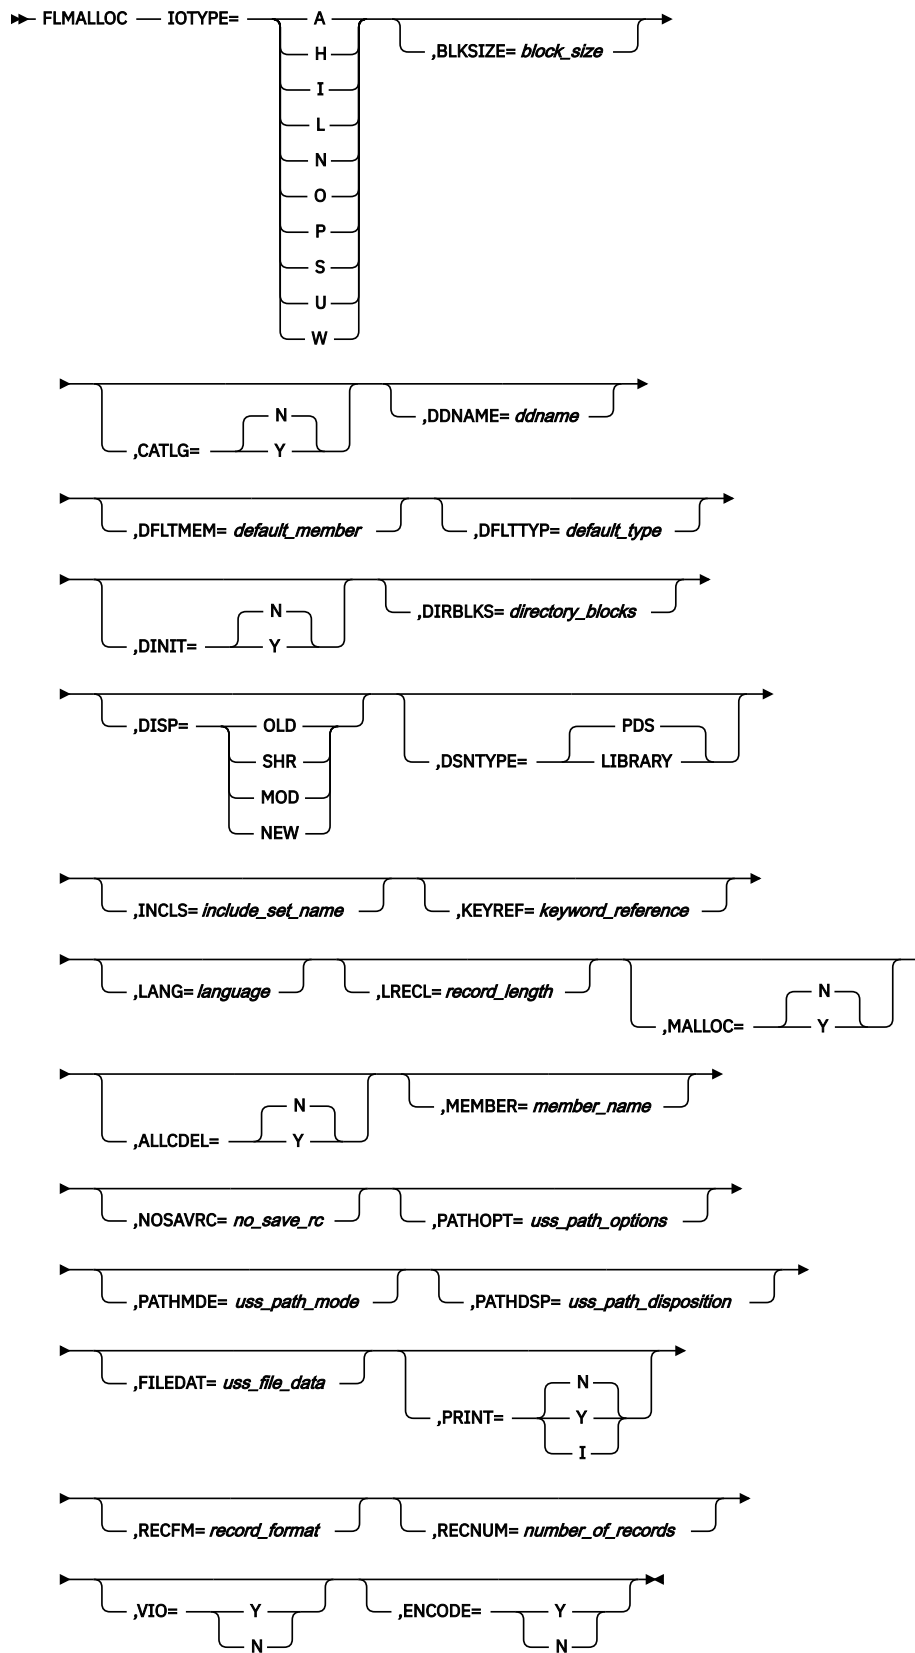 FLMALLOC IOTYPE= A
H ,BLKSIZE= block_size
I
L
N
O
P
S
U
W
N ,DDNAME= ddname
,CATLG= Y
,DFLTMEM= default_member ,DFLTTYP= default_type
N ,DIRBLKS= directory_blocks
,DINIT= Y
,DISP= OLD PDS
SHR ,DSNTYPE= LIBRARY
MOD
NEW
,INCLS= include_set_name ,KEYREF= keyword_reference
,LANG= language ,LRECL= record_length N
,MALLOC= Y
N ,MEMBER= member_name
,ALLCDEL= Y
,NOSAVRC= no_save_rc ,PATHOPT= uss_path_options
,PATHMDE= uss_path_mode ,PATHDSP= uss_path_disposition
,FILEDAT= uss_file_data N
,PRINT= Y
I
,RECFM= record_format ,RECNUM= number_of_records
,VIO= Y ,ENCODE= Y
N N